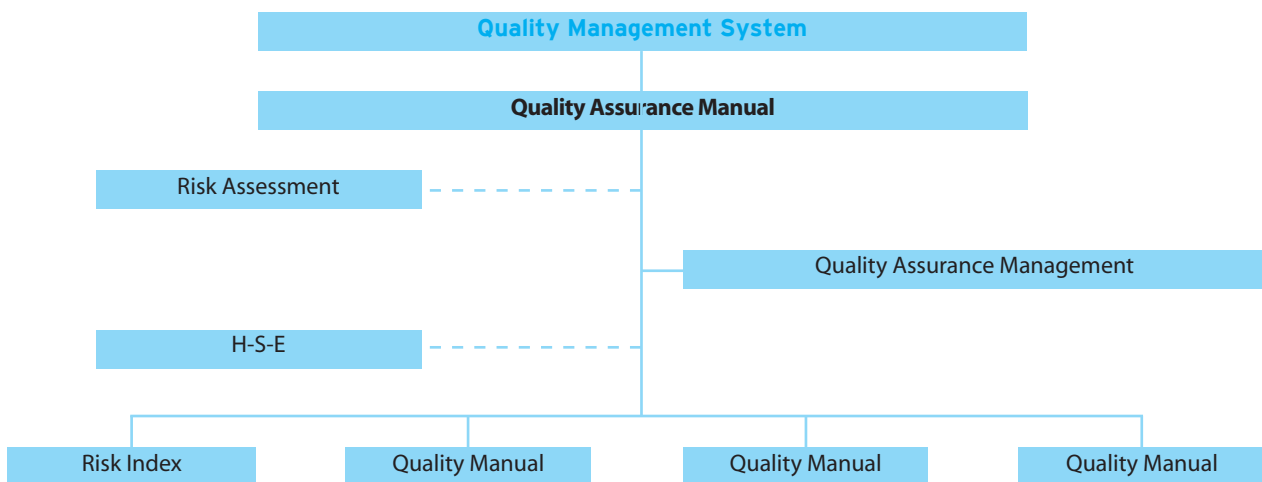 Quality Management System
Quality Assurance Manual
Risk Assessment
Quality Assurance Management
H-S-E
Risk Index
Quality Manual
Quality Manual
Quality Manual